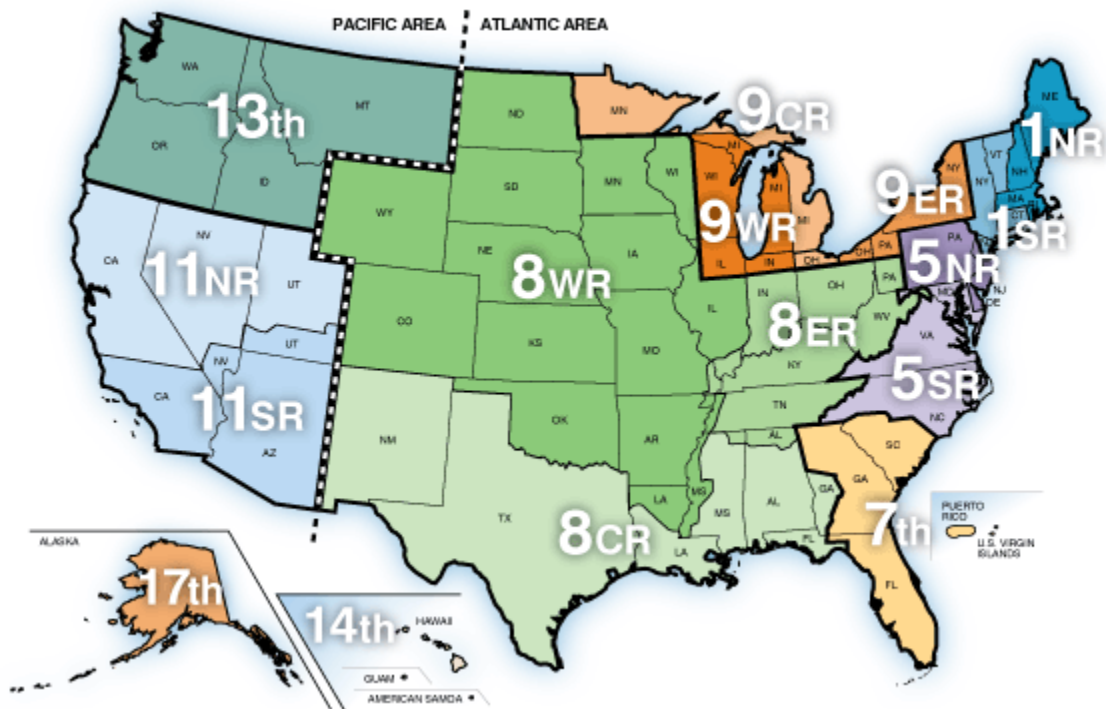 PACIFIC AREA
ATLANTIC AREA
WA
MT
OR
ID
13th
ND
MN
9CR
ME
1NR
VT
NY
NH
MA
CT
1SR
NY
9ER
WI
MI
MI
MI
9WR
IL
IN
OH
OH
PA
PA
5NR
MD
NJ
DE
WY
SD
MN
WI
NE
IA
8WR
CO
KS
MO
IL
OK
AR
LA
MS
CA
NV
UT
11NR
UT
NV
CA
AZ
11SR
IN
OH
PA
WV
8ER
NY
TN
VA
5SR
NC
AL
SC
GA
7th
FL
NM
TX
8CR
LA
MS
AL
GA
FL
PUERTO
RICO
U.S. VIRGIN
ISLANDS
ALASKA
17th
14th
HAWAII
GUAM
AMERICAN SAMOA